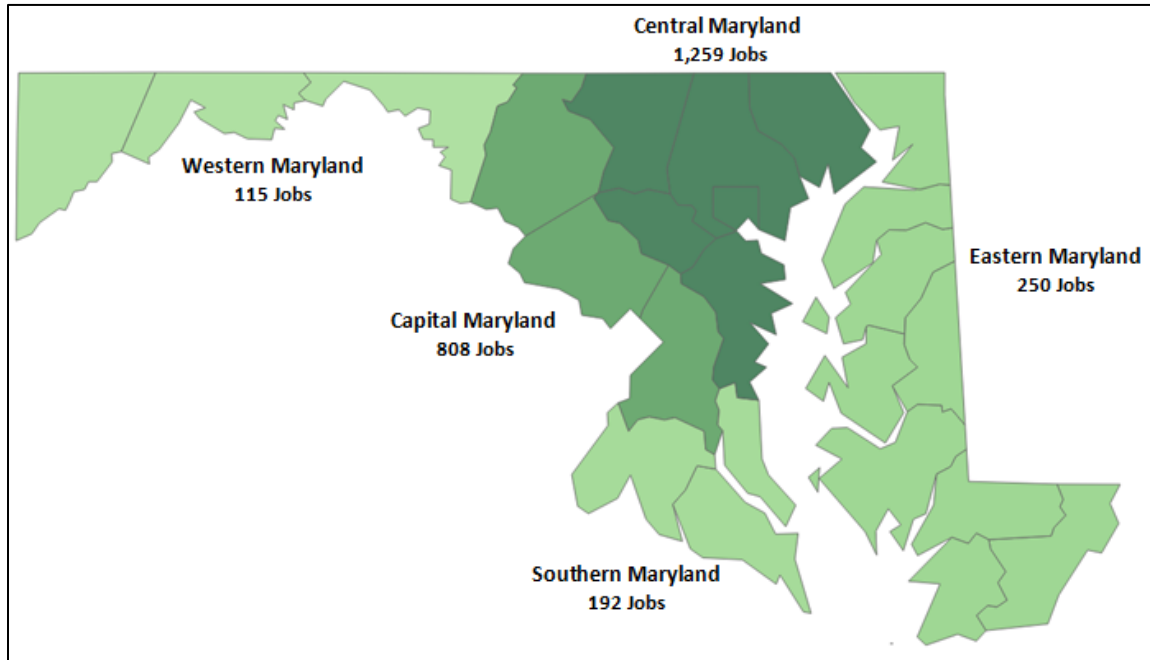 Central Maryland
1,259 Jobs
Western Maryland
115 Jobs
Eastern Maryland
250 Jobs
Capital Maryland
808 Jobs
Southern Maryland
192 Jobs